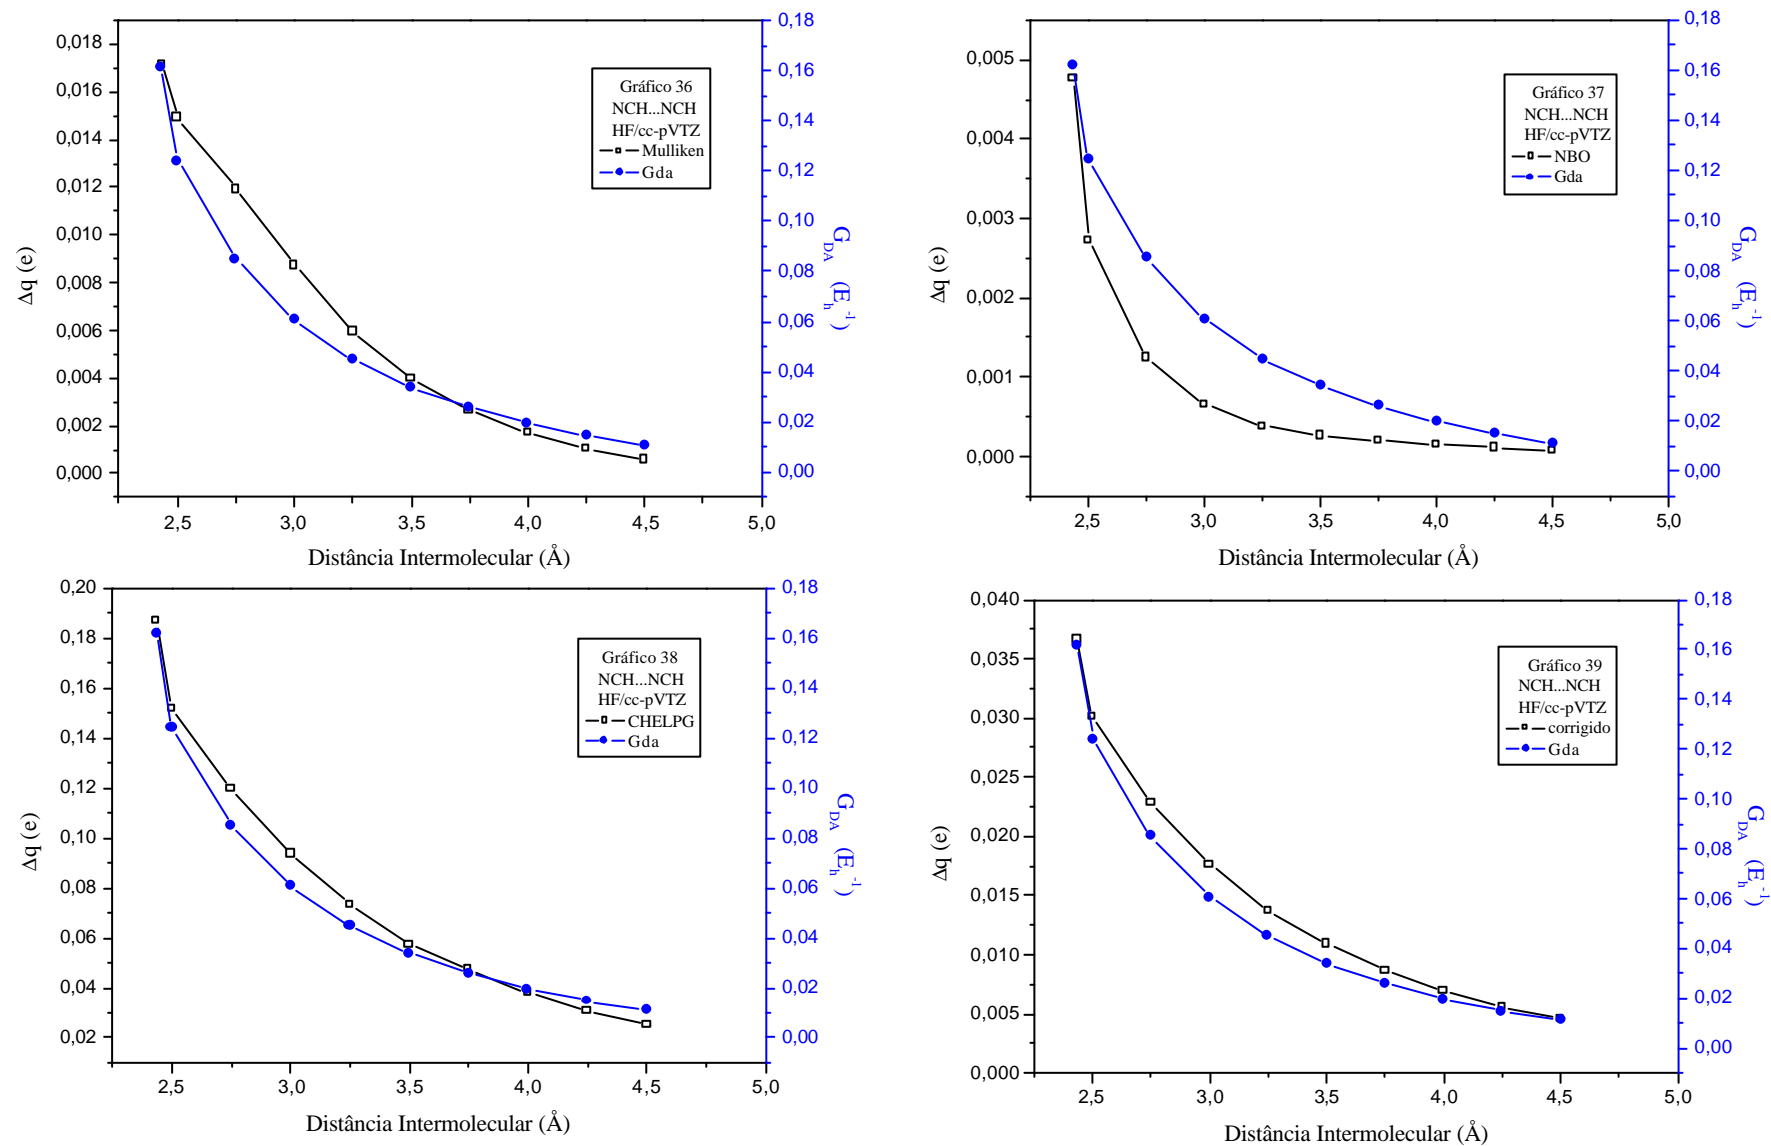 0,018
0,016
0,014
0,012
0,010
0,008
0,006
0,004
0,002
0,000
Δq (e)
2,5 3,0 3,5 4,0 4,5 5,0
Distância Intermolecular (Å)
0,18
0,16
0,14
0,12
0,10
0,08
0,06
0,04
0,02
0,00
G_DA (E_h^-1)
Gráfico 36
NCH...NCH
HF/cc-pVTZ
Mulliken
Gda
0,005
0,004
0,003
0,002
0,001
0,000
Δq (e)
2,5 3,0 3,5 4,0 4,5 5,0
Distância Intermolecular (Å)
0,18
0,16
0,14
0,12
0,10
0,08
0,06
0,04
0,02
0,00
G_DA (E_h^-1)
Gráfico 37
NCH...NCH
HF/cc-pVTZ
NBO
Gda
0,20
0,18
0,16
0,14
0,12
0,10
0,08
0,06
0,04
0,02
Δq (e)
2,5 3,0 3,5 4,0 4,5 5,0
Distância Intermolecular (Å)
0,18
0,16
0,14
0,12
0,10
0,08
0,06
0,04
0,02
0,00
G_DA (E_h^-1)
Gráfico 38
NCH...NCH
HF/cc-pVTZ
CHELPG
Gda
0,040
0,035
0,030
0,025
0,020
0,015
0,010
0,005
0,000
Δq (e)
2,5 3,0 3,5 4,0 4,5 5,0
Distância Intermolecular (Å)
0,18
0,16
0,14
0,12
0,10
0,08
0,06
0,04
0,02
0,00
G_DA (E_h^-1)
Gráfico 39
NCH...NCH
HF/cc-pVTZ
corrigido
Gda